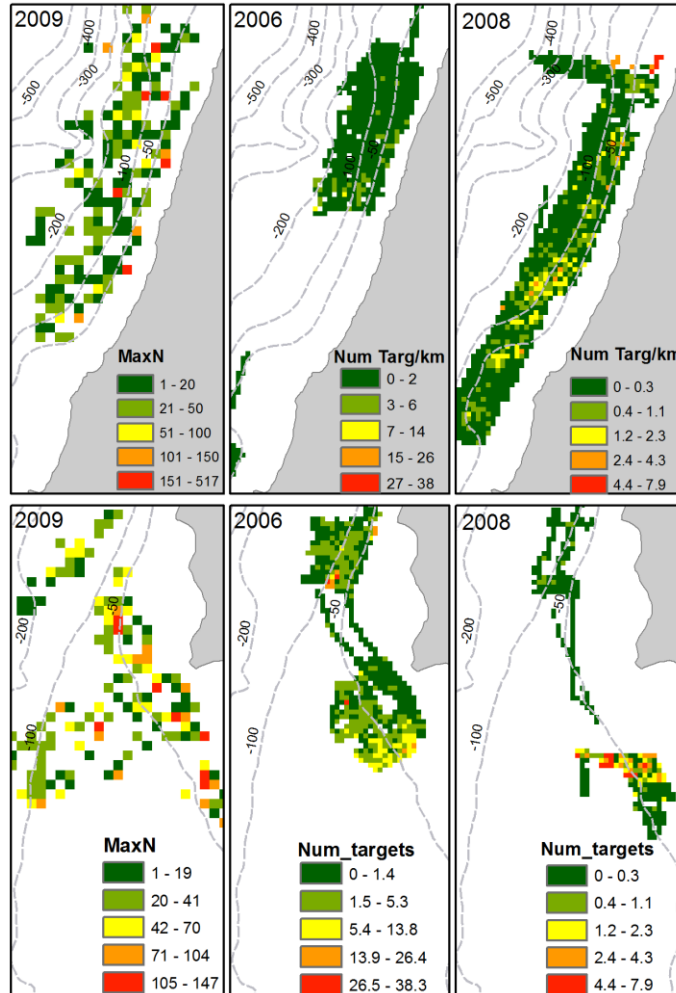 2009
-400
-300
-500
-50
-100
-200
MaxN
1 - 20
21 - 50
51 - 100
101 - 150
151 - 517
2006
-400
-300
-500
-50
-100
-200
Num Targ/km
0 - 2
3 - 6
7 - 14
15 - 26
27 - 38
2008
-400
-300
-500
-50
-100
-200
Num Targ/km
0 - 0.3
0.4 - 1.1
1.2 - 2.3
2.4 - 4.3
4.4 - 7.9
2009
-50
-200
-100
MaxN
1 - 19
20 - 41
42 - 70
71 - 104
105 - 147
2006
-50
-200
-100
Num_targets
0 - 1.4
1.5 - 5.3
5.4 - 13.8
13.9 - 26.4
26.5 - 38.3
2008
-50
-200
-100
Num_targets
0 - 0.3
0.4 - 1.1
1.2 - 2.3
2.4 - 4.3
4.4 - 7.9